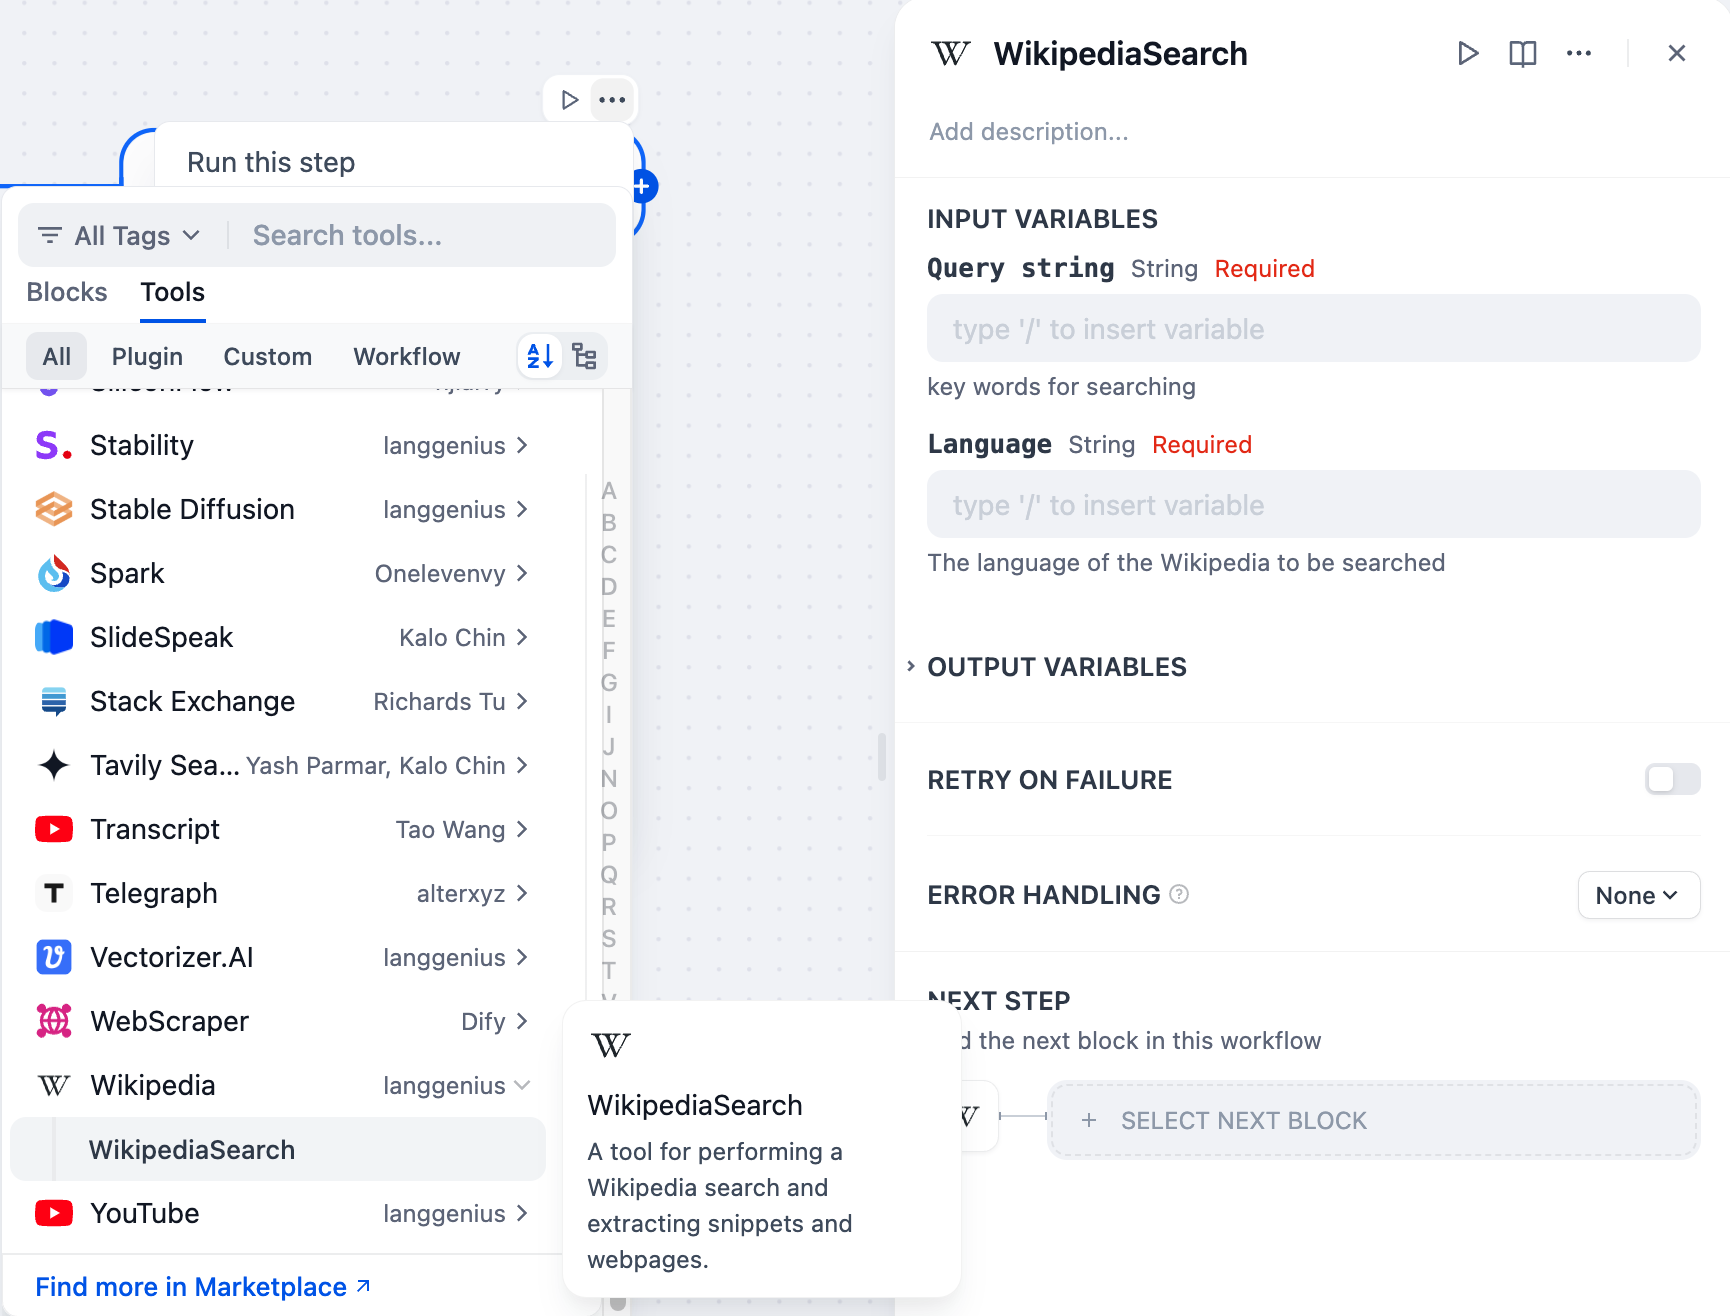 Run this step
All Tags
Search tools...
Blocks
Tools
All
Plugin
Custom
Workflow
Stability
langgenius
Stable Diffusion
langgenius
Spark
Onelevenvy
SlideSpeak
Kalo Chin
Stack Exchange
Richards Tu
Tavily Sea...
Yash Parmar, Kalo Chin
Transcript
Tao Wang
Telegraph
alterxyz
Vectorizer.AI
langgenius
WebScraper
Dify
Wikipedia
langgenius
WikipediaSearch
YouTube
langgenius
Find more in Marketplace
A
B
C
D
E
F
G
I
J
N
O
P
Q
R
S
T
V
WikipediaSearch
A tool for performing a
Wikipedia search and
extracting snippets and
webpages.
WikipediaSearch
Add description...
INPUT VARIABLES
Query string String Required
type '/' to insert variable
key words for searching
Language String Required
type '/' to insert variable
The language of the Wikipedia to be searched
OUTPUT VARIABLES
RETRY ON FAILURE
ERROR HANDLING
None
NEXT STEP
the next block in this workflow
+ SELECT NEXT BLOCK